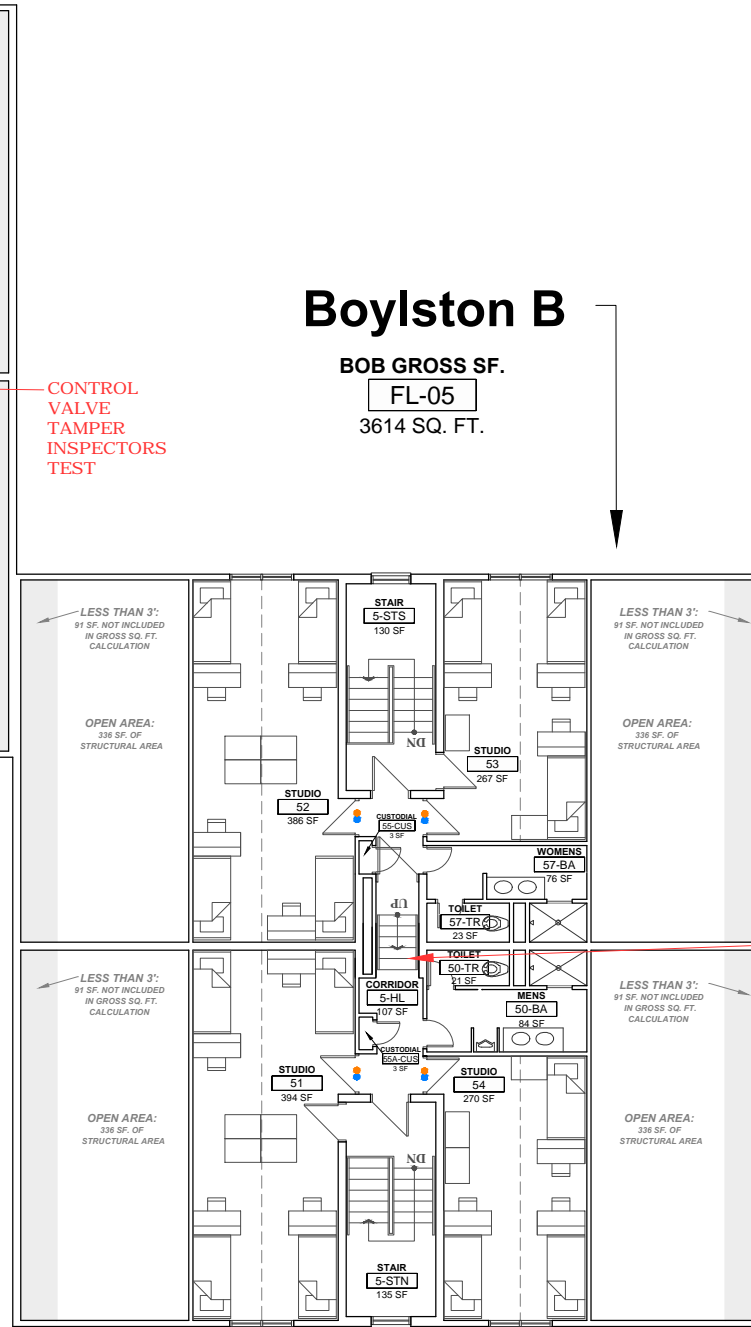 Boylston B
BOB GROSS SF.
FL-05
3614 SQ. FT.
CONTROL
VALVE
TAMPER
INSPECTORS
TEST
LESS THAN 3':
91 SF. NOT INCLUDED
IN GROSS SQ. FT.
CALCULATION
OPEN AREA:
336 SF. OF
STRUCTURAL AREA
STAIR
5-STS
130 SF
DN
STUDIO
52
386 SF
STUDIO
53
267 SF
LESS THAN 3':
91 SF. NOT INCLUDED
IN GROSS SQ. FT.
CALCULATION
OPEN AREA:
336 SF. OF
STRUCTURAL AREA
CUSTODIAL
55-CUS
3 SF
WOMENS
57-BA
76 SF
UP
TOILET
57-TR
23 SF
TOILET
50-TR
21 SF
CORRIDOR
5-HL
107 SF
MENS
50-BA
84 SF
CUSTODIAL
55A-CUS
3 SF
LESS THAN 3':
91 SF. NOT INCLUDED
IN GROSS SQ. FT.
CALCULATION
OPEN AREA:
336 SF. OF
STRUCTURAL AREA
STUDIO
51
394 SF
STUDIO
54
270 SF
DN
STAIR
5-STN
135 SF
LESS THAN 3':
91 SF. NOT INCLUDED
IN GROSS SQ. FT.
CALCULATION
OPEN AREA:
336 SF. OF
STRUCTURAL AREA